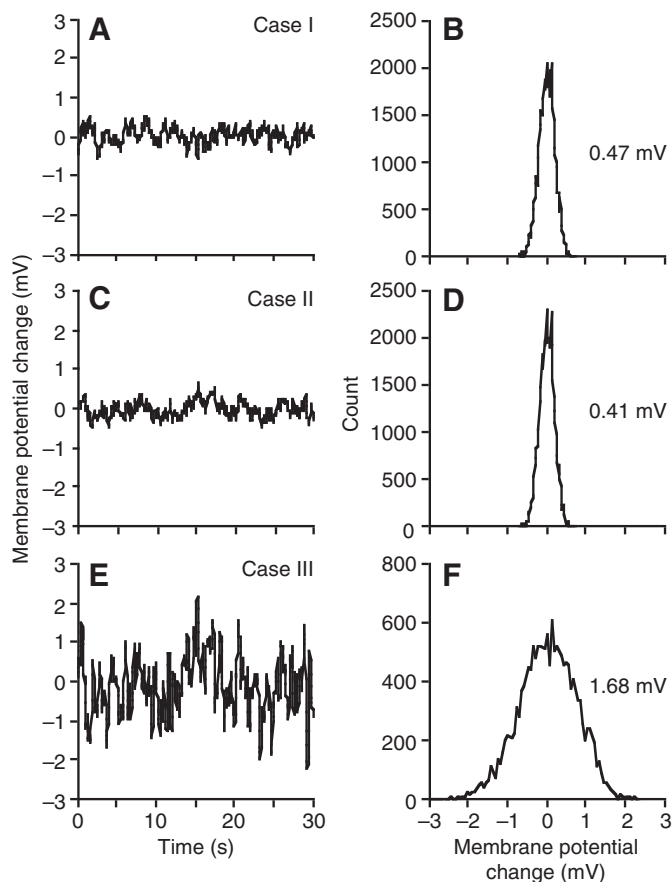 A
Case I
3
2
1
0
–1
–2
–3
B
2500
2000
1500
1000
500
0
0.47 mV
C
Case II
3
2
1
0
–1
–2
–3
Membrane potential change (mV)
D
2500
2000
1500
1000
500
0
Count
0.41 mV
E
Case III
3
2
1
0
–1
–2
–3
0 10 20 30
Time (s)
F
800
600
400
200
0
1.68 mV
–3 –2 –1 0 1 2 3
Membrane potential
change (mV)